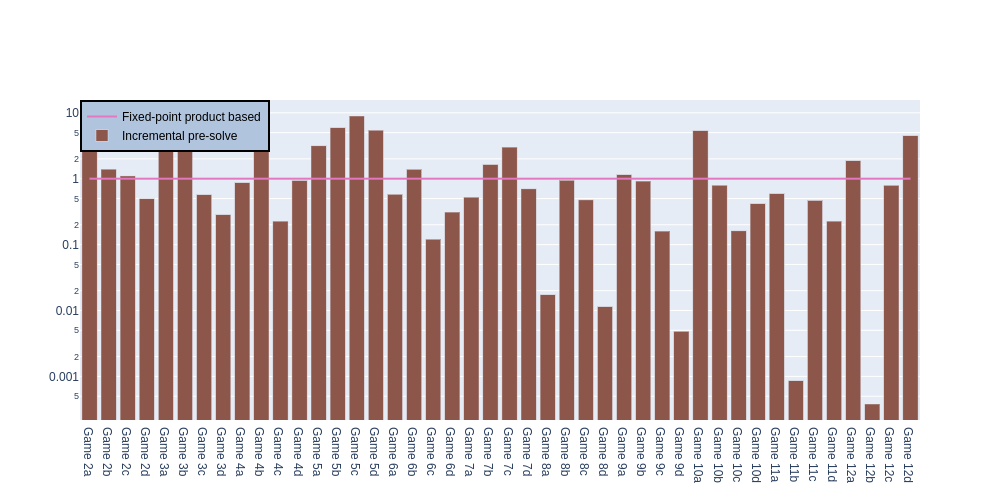 Fixed-point product based
Incremental pre-solve
10
5
2
1
5
2
0.1
5
2
0.01
5
2
0.001
5
Game 2a
Game 2b
Game 2c
Game 2d
Game 3a
Game 3b
Game 3c
Game 3d
Game 4a
Game 4b
Game 4c
Game 4d
Game 5a
Game 5b
Game 5c
Game 5d
Game 6a
Game 6b
Game 6c
Game 6d
Game 7a
Game 7b
Game 7c
Game 7d
Game 8a
Game 8b
Game 8c
Game 8d
Game 9a
Game 9b
Game 9c
Game 9d
Game 10a
Game 10b
Game 10c
Game 10d
Game 11a
Game 11b
Game 11c
Game 11d
Game 12a
Game 12b
Game 12c
Game 12d